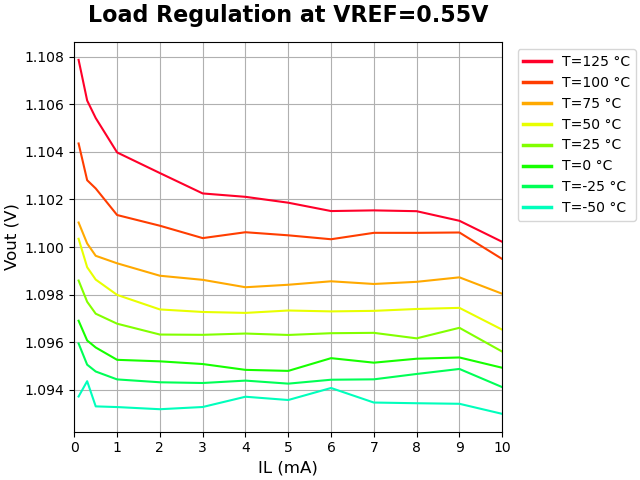 Load Regulation at VREF=0.55V
1.108
1.106
1.104
1.102
1.100
1.098
1.096
1.094
Vout (V)
0 1 2 3 4 5 6 7 8 9 10
IL (mA)
T=125 °C
T=100 °C
T=75 °C
T=50 °C
T=25 °C
T=0 °C
T=-25 °C
T=-50 °C